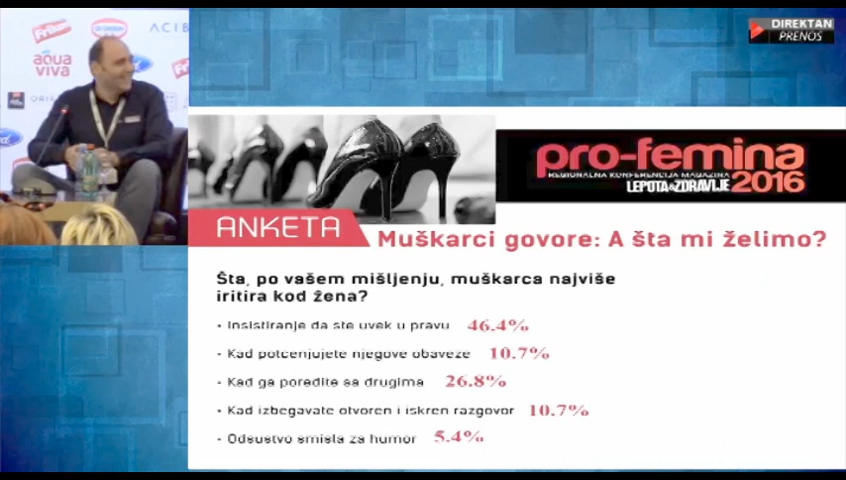 Frikom
aqua
viva
Ford
ACIB
DIREKTAN
PRENOS
pro-femina
REGIONALNA KONFERENCIJA MAGAZINA
LEPOTA&ZDRAVLJE 2016
ANKETA
Muškarci govore: A šta mi želimo?
Šta, po vašem mišljenju, muškarca najviše
iritira kod žena?
• Insistiranje da ste uvek u pravu 46.4%
• Kad potcenjujete njegove obaveze 10.7%
• Kad ga poredite sa drugima 26.8%
• Kad izbegavate otvoren i iskren razgovor 10.7%
• Odsustvo smisla za humor 5.4%